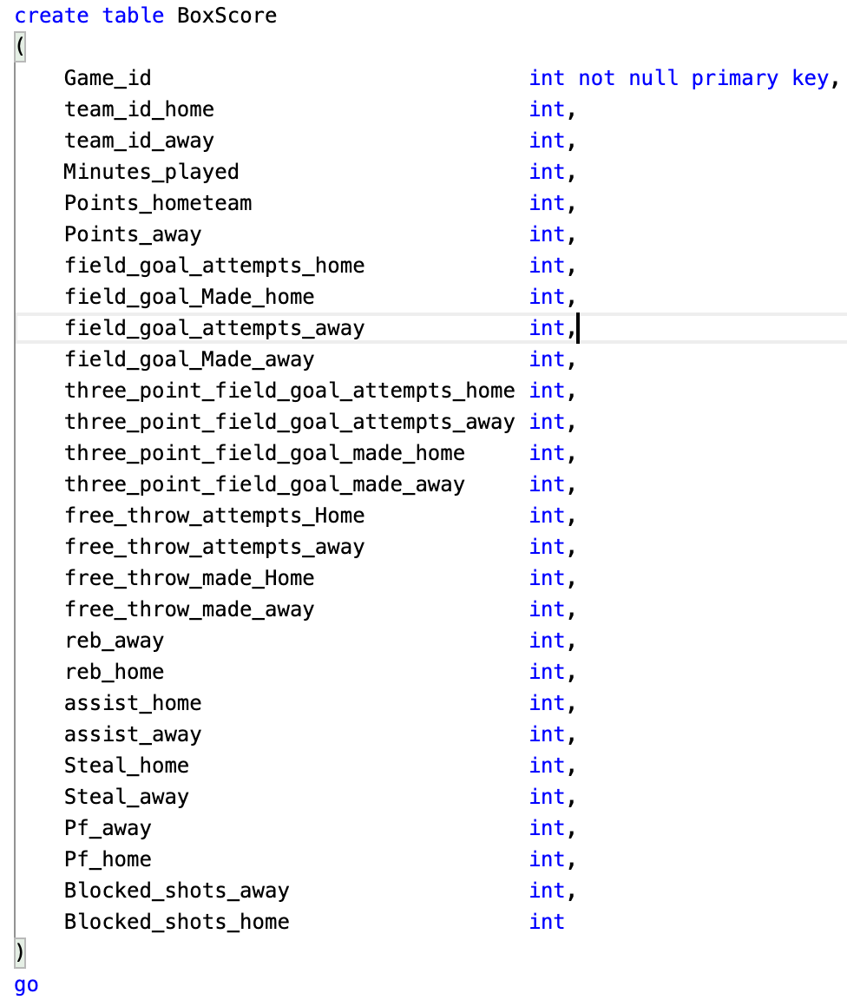 create table BoxScore
(
    Game_id                              int not null primary key,
    team_id_home                         int,
    team_id_away                         int,
    Minutes_played                       int,
    Points_hometeam                      int,
    Points_away                          int,
    field_goal_attempts_home             int,
    field_goal_Made_home                 int,
    field_goal_attempts_away             int,
    field_goal_Made_away                 int,
    three_point_field_goal_attempts_home int,
    three_point_field_goal_attempts_away int,
    three_point_field_goal_made_home     int,
    three_point_field_goal_made_away     int,
    free_throw_attempts_Home             int,
    free_throw_attempts_away             int,
    free_throw_made_Home                 int,
    free_throw_made_away                 int,
    reb_away                             int,
    reb_home                             int,
    assist_home                          int,
    assist_away                          int,
    Steal_home                           int,
    Steal_away                           int,
    Pf_away                              int,
    Pf_home                              int,
    Blocked_shots_away                   int,
    Blocked_shots_home                   int
)
go